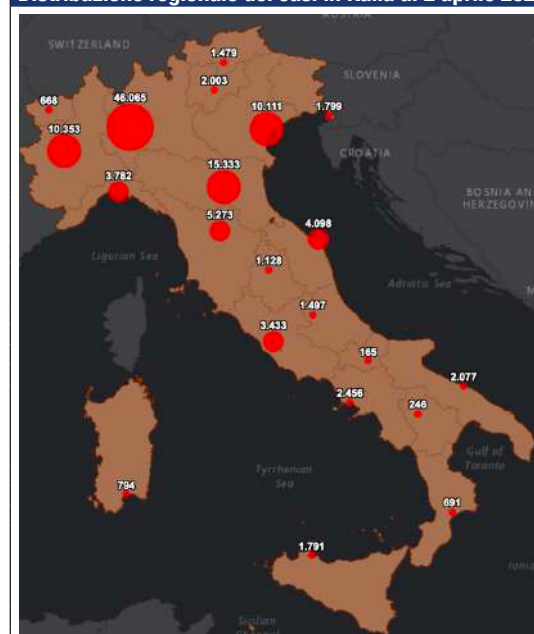 SWITZERLAND
1.479
SLOVENIA
2.003
668
46.065
10.111
1.799
10.353
CROATIA
15.333
3.782
BOSNIA AND
HERZEGOVIN
5.273
4.098
Ligurian Sea
1.128
Adriatic Sea
1.497
3.433
165
2.077
2.456
246
Gulf of
Taranto
Tyrrhenian
Sea
794
691
1.791
Sicilian